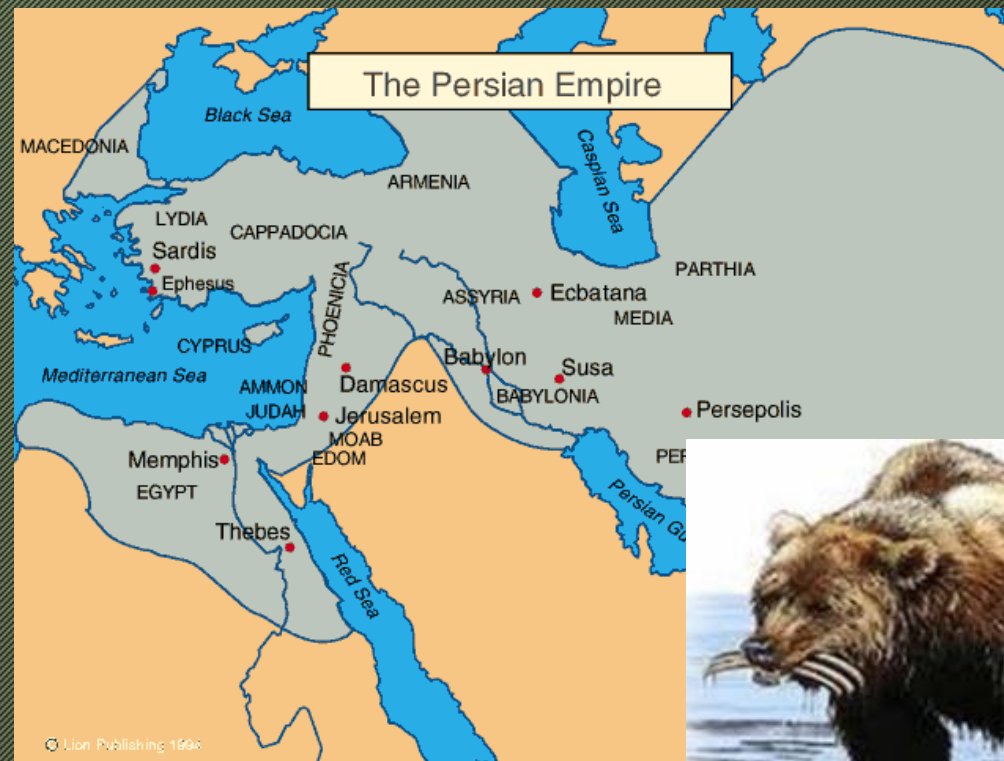 The Persian Empire
Black Sea
Caspian Sea
MACEDONIA
ARMENIA
LYDIA
CAPPADOCIA
Sardis
Ephesus
PARTHIA
PHOENICIA
ASSYRIA
Ecbatana
MEDIA
CYPRUS
Babylon
Susa
Mediterranean Sea
AMMON
Damascus
BABYLONIA
JUDAH
Jerusalem
Persepolis
MOAB
EDOM
Memphis
PER
EGYPT
Persian Gu
Thebes
Red Sea
© Lion Publishing 1994